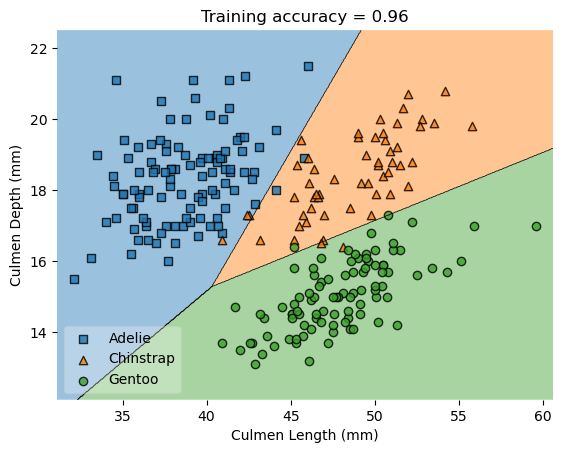 Training accuracy = 0.96
22
20
18
16
14
Culmen Depth (mm)
Adelie
Chinstrap
Gentoo
35
40
45
50
55
60
Culmen Length (mm)